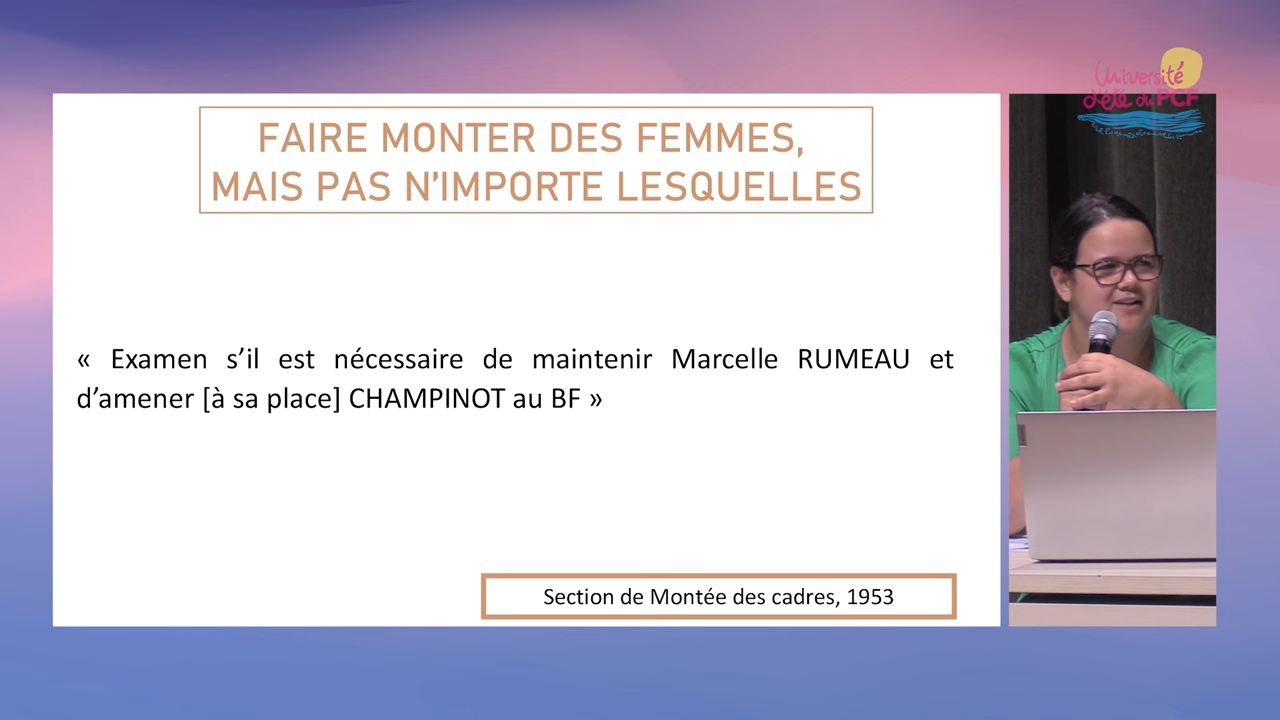 Université
d'été du PCF
FAIRE MONTER DES FEMMES,
MAIS PAS N'IMPORTE LESQUELLES
« Examen s'il est nécessaire de maintenir Marcelle RUMEAU et
d'amener [à sa place] CHAMPINOT au BF »
Section de Montée des cadres, 1953